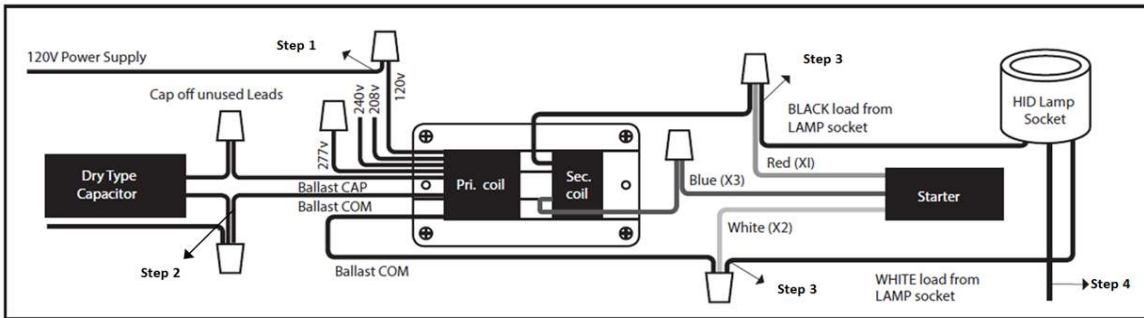 Step 1
120V Power Supply
Cap off unused Leads
277v
240v
208v
120v
Step 3
BLACK load from
LAMP socket
HID Lamp
Socket
Red (XI)
Dry Type
Capacitor
Ballast CAP
Ballast COM
Pri. coil
Sec.
coil
Blue (X3)
Starter
White (X2)
Step 2
Ballast COM
Step 3
WHITE load from
LAMP socket
Step 4